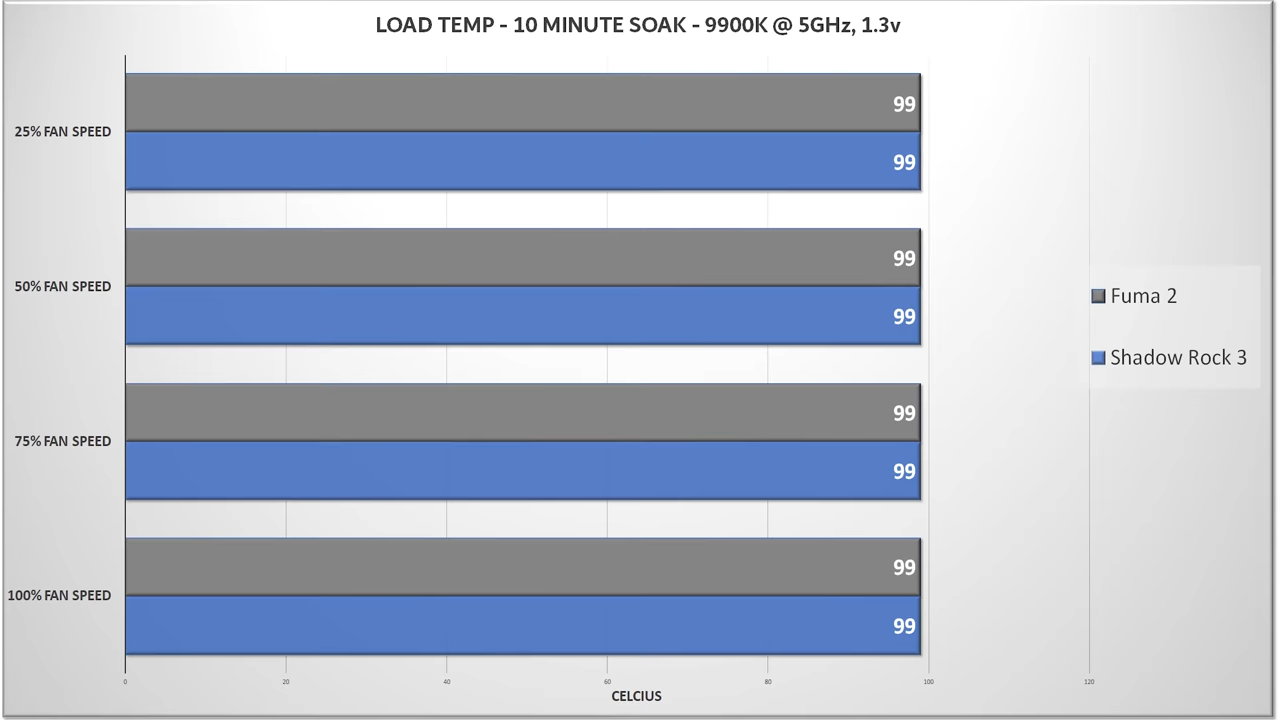 LOAD TEMP - 10 MINUTE SOAK - 9900K @ 5GHz, 1.3v
99
25% FAN SPEED
99
99
50% FAN SPEED
99
Fuma 2
Shadow Rock 3
99
75% FAN SPEED
99
99
100% FAN SPEED
99
0 20 40 60 80 100 120
CELCIUS